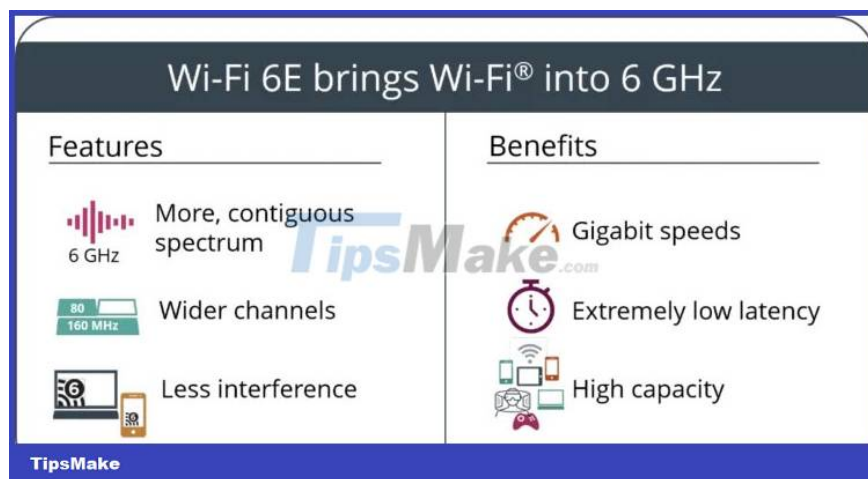 Wi-Fi 6E brings Wi-Fi® into 6 GHz
Features
More, contiguous
spectrum
6 GHz
Wider channels
80
160 MHz
Less interference
6
6
Benefits
Gigabit speeds
Extremely low latency
High capacity
TipsMake.com
TipsMake